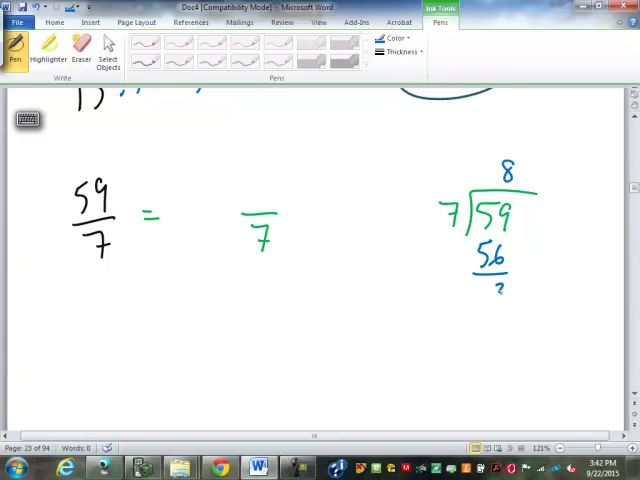 Doc4 [Compatibility Mode] - Microsoft Word
Ink Tools
File Home Insert Page Layout References Mailings Review View Add-Ins Acrobat Pens
Pen Highlighter Eraser Select Objects
Color
Thickness
Write
Pens
8
59 = 7 59
7 7
56
Page: 23 of 94 Words: 0
121%
3:42 PM
9/22/2015